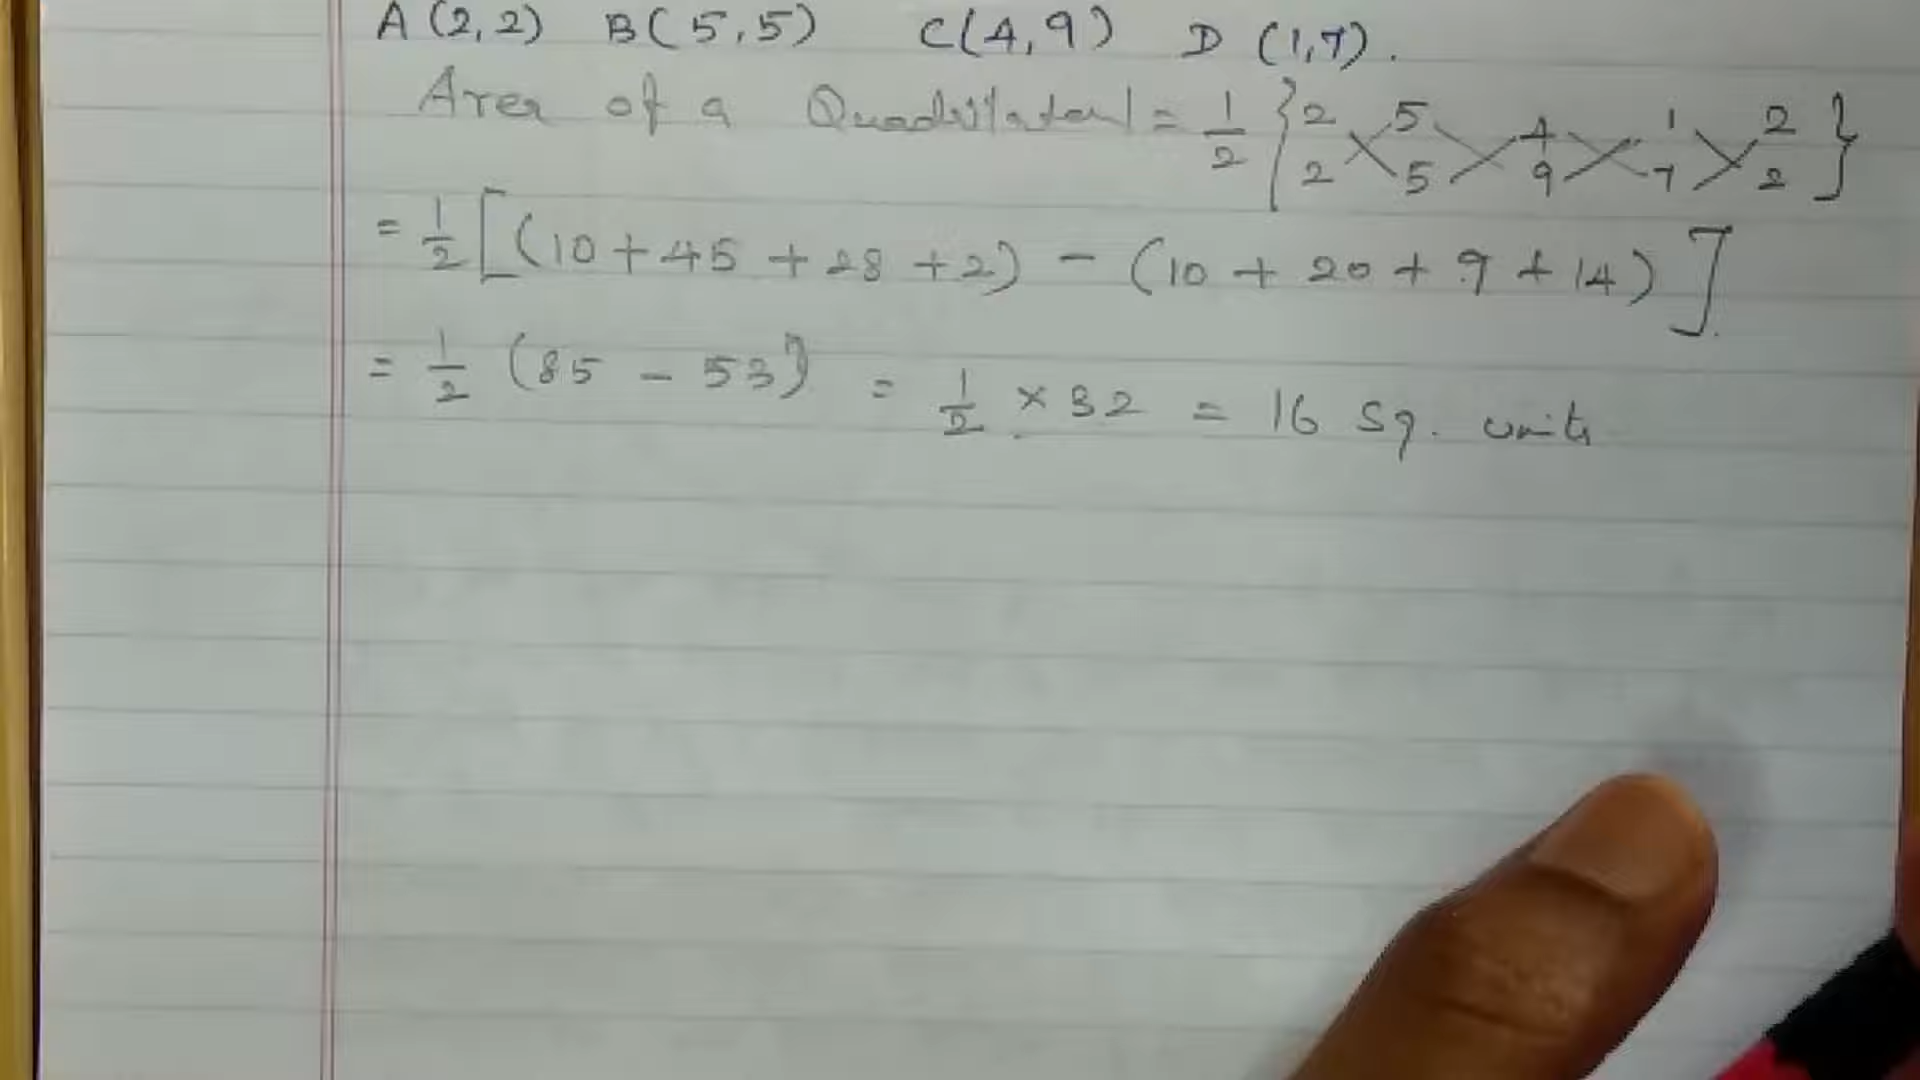 A (2,2) B (5,5) C (4,9) D (1,7).
Area of a Quadrilateral = 1/2 { 2 5 4 1 2
2 5 9 7 2 }
= 1/2 [(10 + 45 + 28 + 2) - (10 + 20 + 9 + 14)]
= 1/2 (85 - 53) = 1/2 × 32 = 16 Sq. units